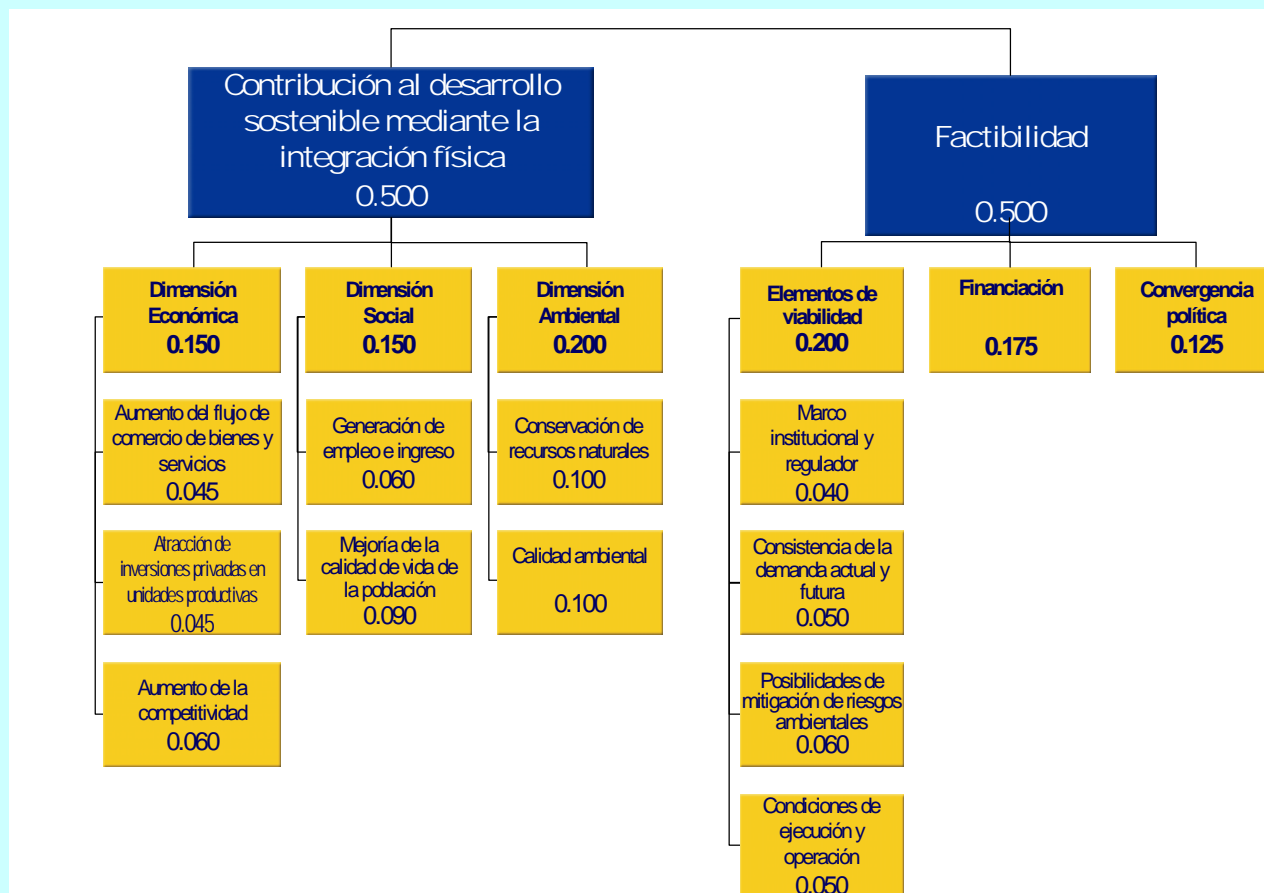 Contribución al desarrollo
sostenible mediante la
integración física
0.500
Factibilidad
0.500
Dimensión
Económica
0.150
Aumento del flujo de
comercio de bienes y
servicios
0.045
Atracción de
inversiones privadas en
unidades productivas
0.045
Aumento de la
competitividad
0.060
Dimensión
Social
0.150
Generación de
empleo e ingreso
0.060
Mejoría de la
calidad de vida de
la población
0.090
Dimensión
Ambiental
0.200
Conservación de
recursos naturales
0.100
Calidad ambiental
0.100
Elementos de
viabilidad
0.200
Marco
institucional y
regulador
0.040
Consistencia de la
demanda actual y
futura
0.050
Posibilidades de
mitigación de riesgos
ambientales
0.060
Condiciones de
ejecución y
operación
0.050
Financiación
0.175
Convergencia
política
0.125